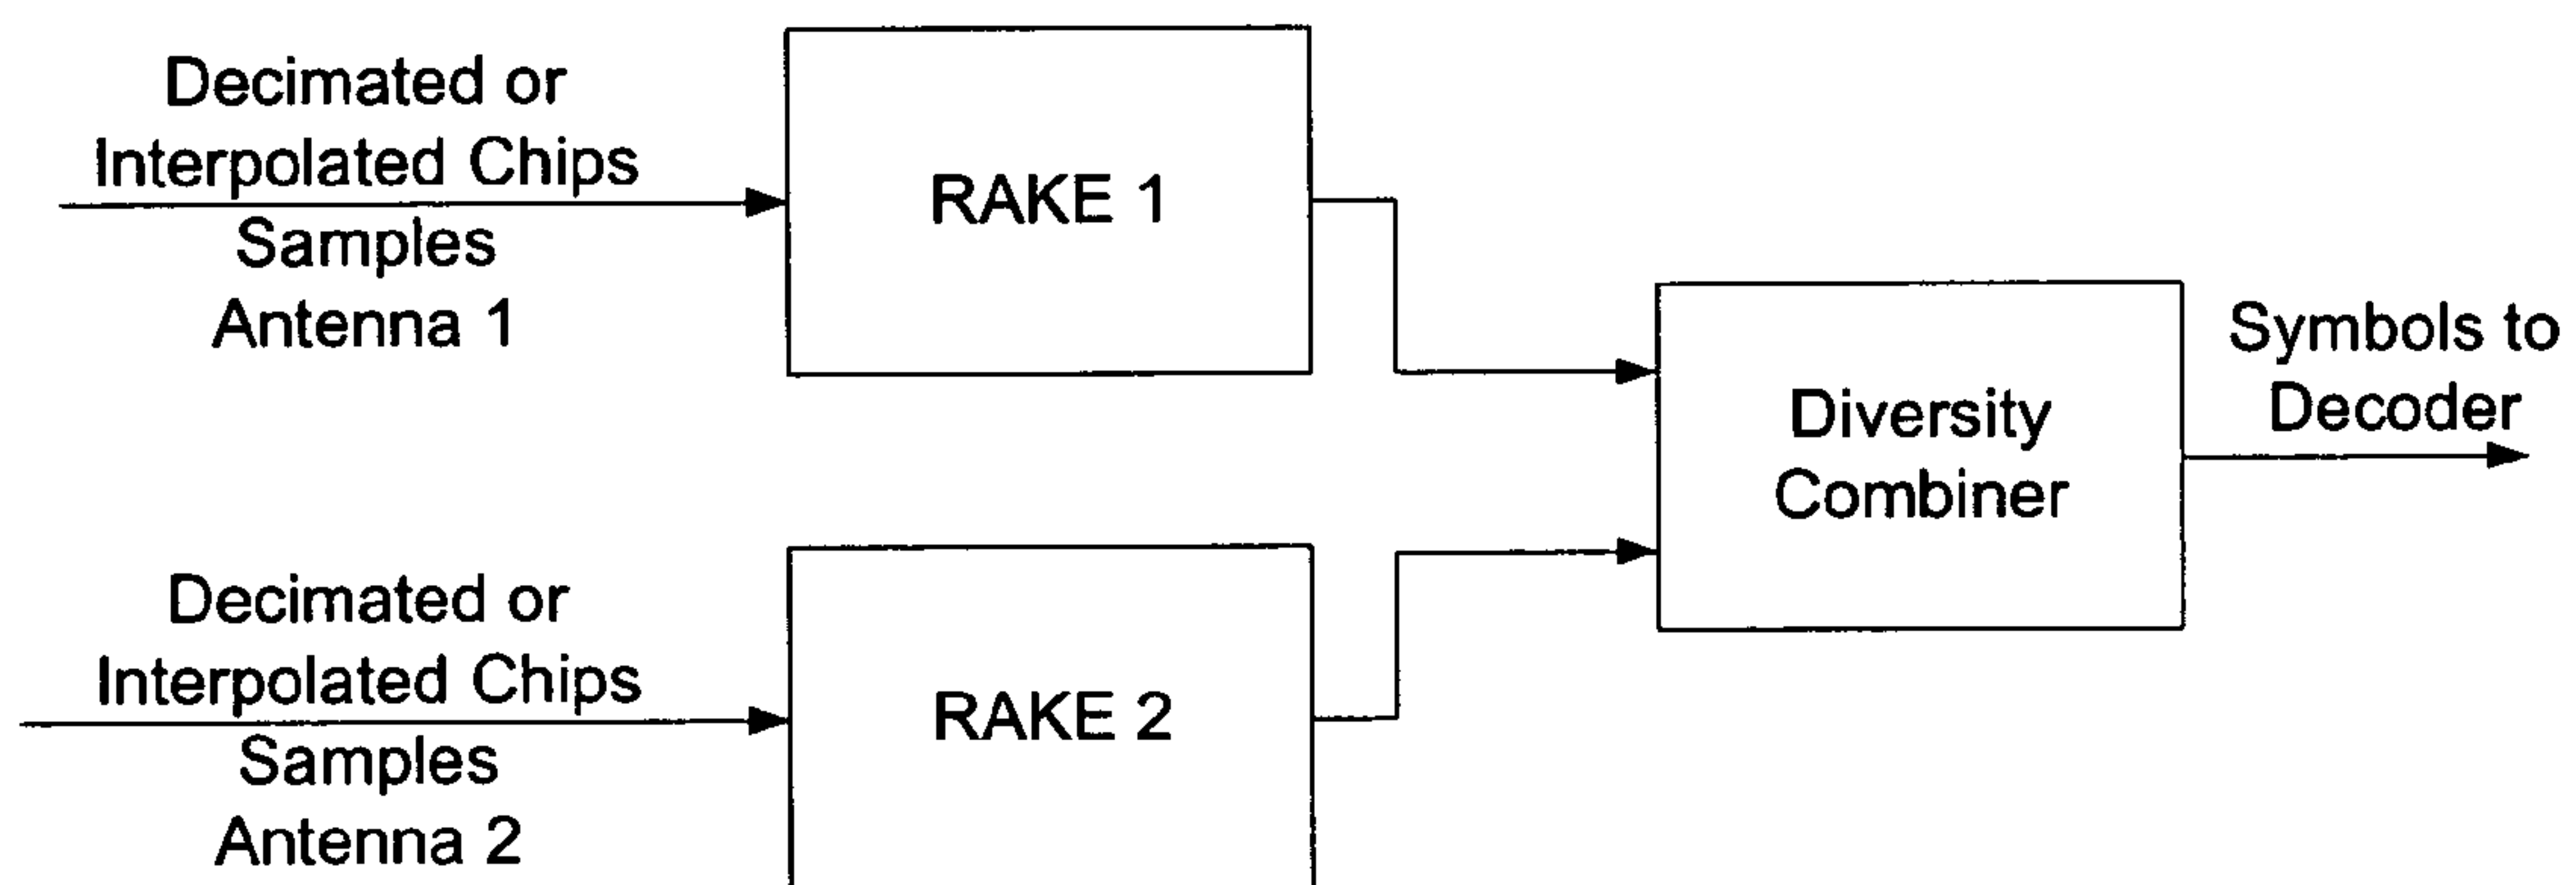 Decimated or
Interpolated Chips
Samples
Antenna 1
RAKE 1
Diversity
Combiner
Symbols to
Decoder
Decimated or
Interpolated Chips
Samples
Antenna 2
RAKE 2